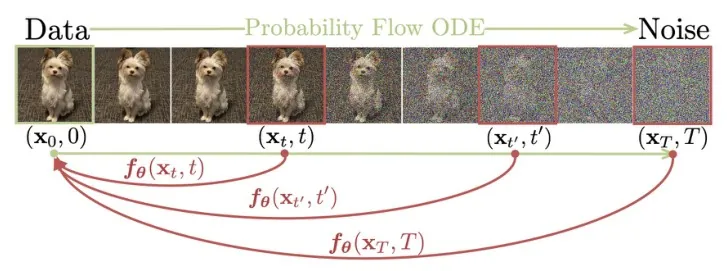 Data Probability Flow ODE Noise
(x₀, 0) (xₜ, t) (xₜ′, t′) (x_T, T)
f_θ(xₜ, t)
f_θ(xₜ′, t′)
f_θ(x_T, T)